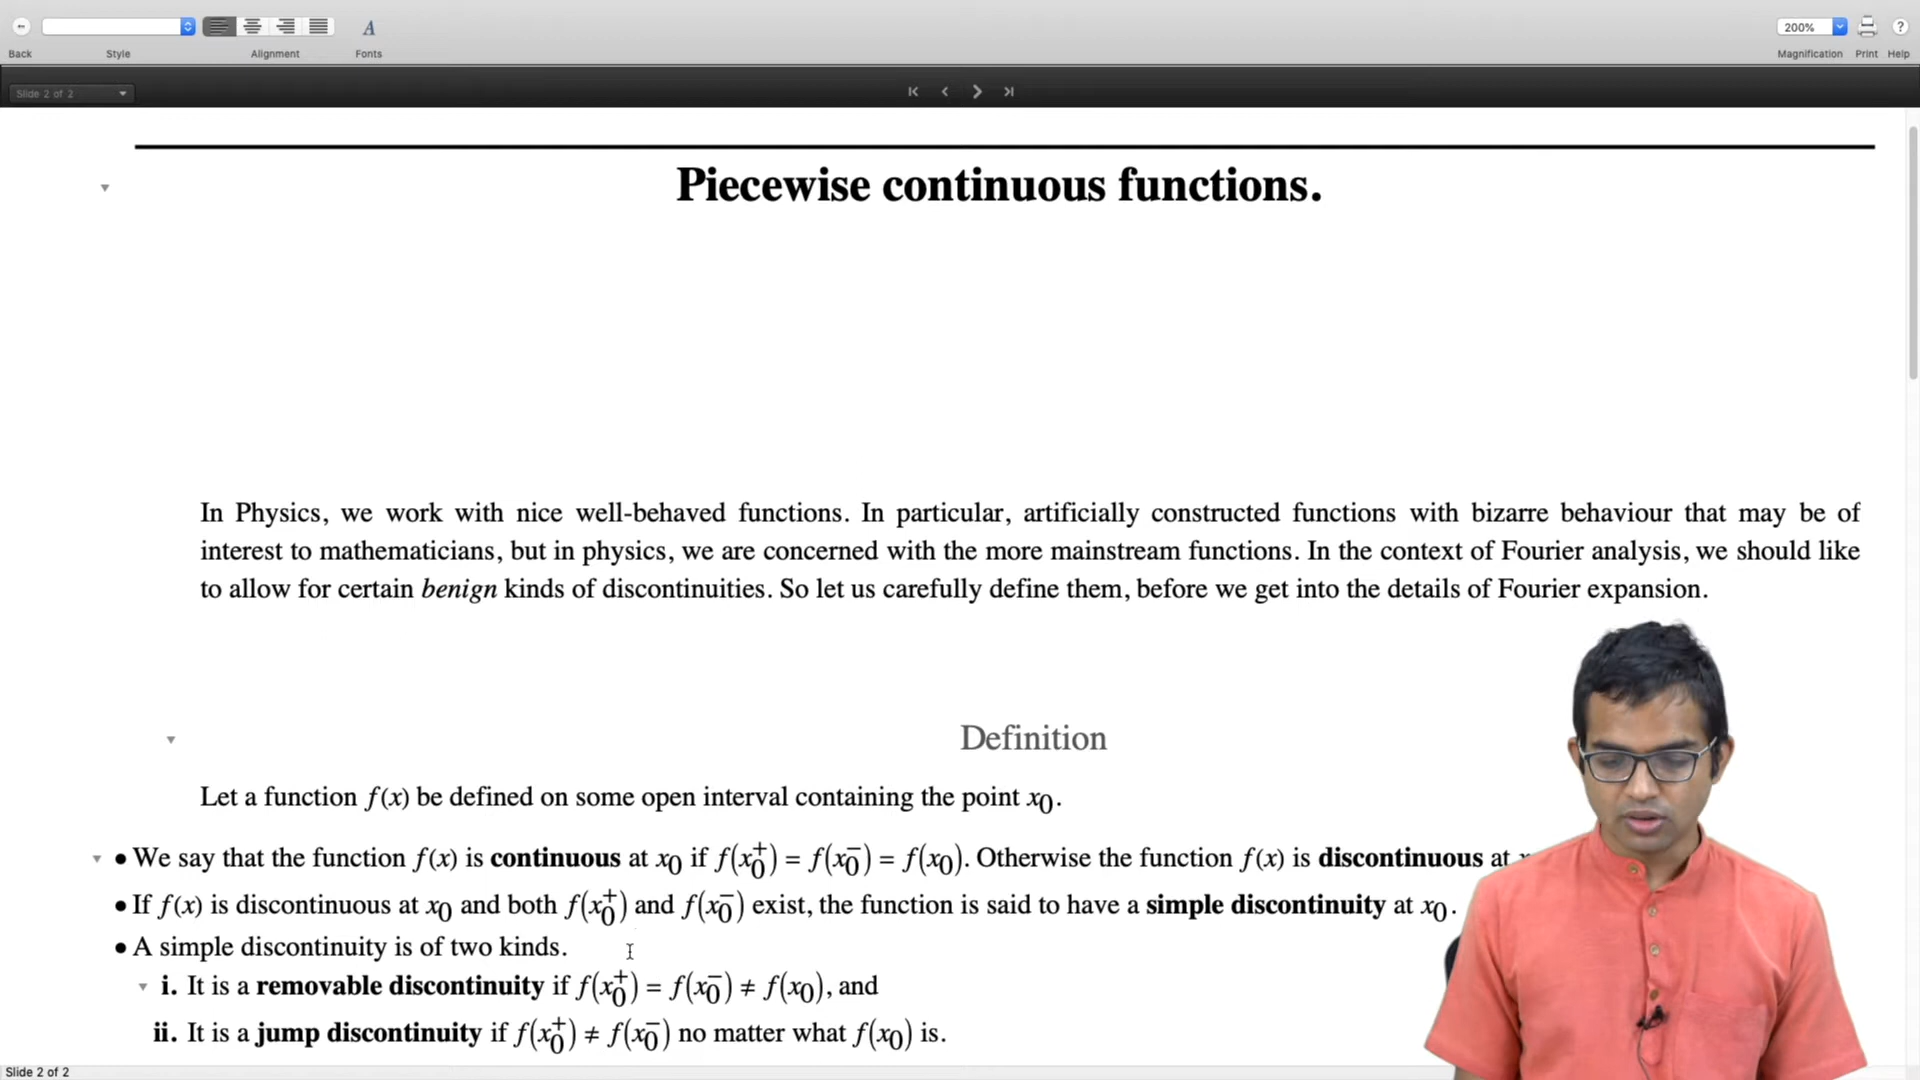 200%
Back Style Alignment Fonts Magnification Print Help
Slide 2 of 2
Piecewise continuous functions.
In Physics, we work with nice well-behaved functions. In particular, artificially constructed functions with bizarre behaviour that may be of
interest to mathematicians, but in physics, we are concerned with the more mainstream functions. In the context of Fourier analysis, we should like
to allow for certain benign kinds of discontinuities. So let us carefully define them, before we get into the details of Fourier expansion.
Definition
Let a function f(x) be defined on some open interval containing the point x₀.
• We say that the function f(x) is continuous at x₀ if f(x₀⁺) = f(x₀⁻) = f(x₀). Otherwise the function f(x) is discontinuous at
• If f(x) is discontinuous at x₀ and both f(x₀⁺) and f(x₀⁻) exist, the function is said to have a simple discontinuity at x₀.
• A simple discontinuity is of two kinds.
i. It is a removable discontinuity if f(x₀⁺) = f(x₀⁻) ≠ f(x₀), and
ii. It is a jump discontinuity if f(x₀⁺) ≠ f(x₀⁻) no matter what f(x₀) is.
Slide 2 of 2